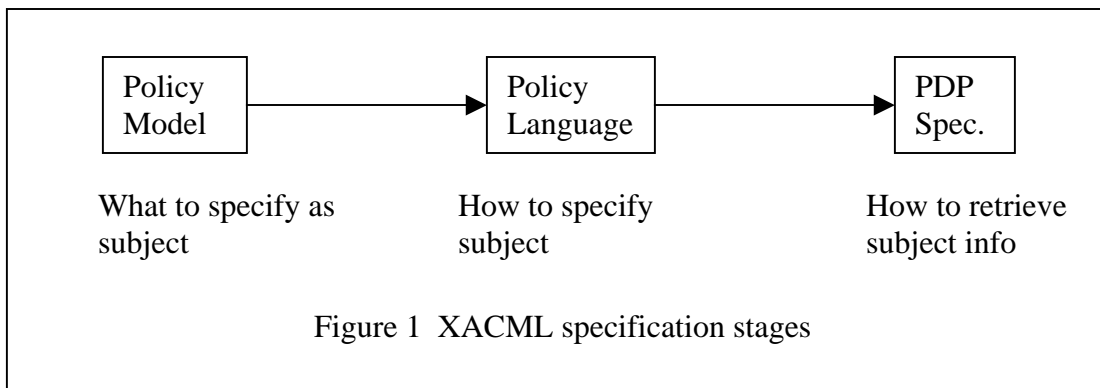 Policy
Model
Policy
Language
PDP
Spec.
What to specify as
subject
How to specify
subject
How to retrieve
subject info
Figure 1  XACML specification stages